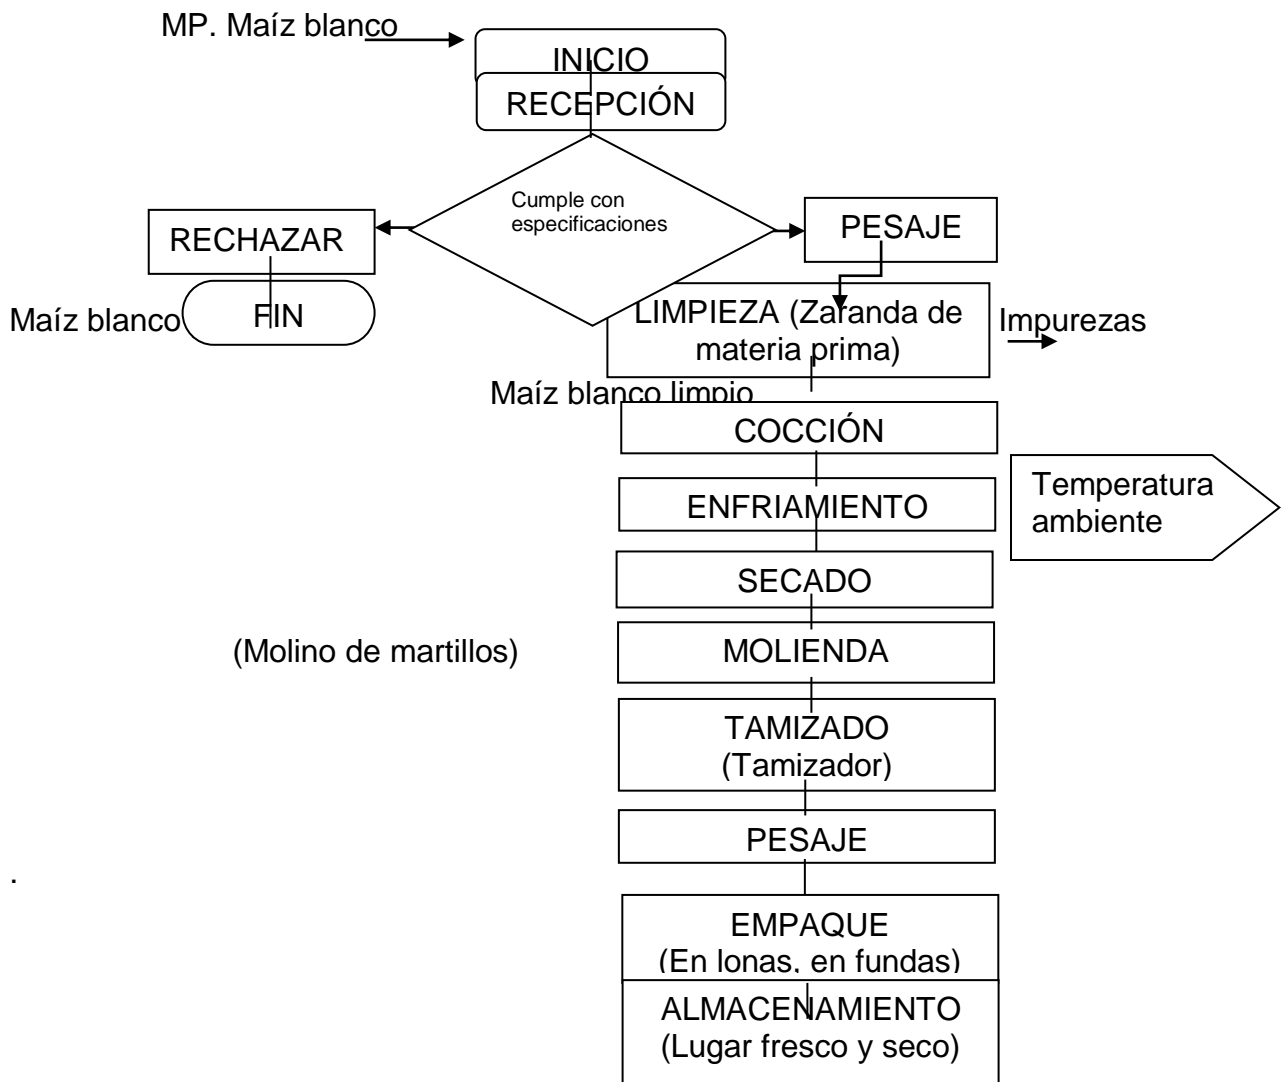 MP. Maíz blanco
INICIO
RECEPCIÓN
Cumple con
especificaciones
RECHAZAR
PESAJE
Maíz blanco
FIN
LIMPIEZA (Zaranda de
materia prima)
Impurezas
Maíz blanco limpio
COCCIÓN
Temperatura
ambiente
ENFRIAMIENTO
SECADO
(Molino de martillos)
MOLIENDA
TAMIZADO
(Tamizador)
PESAJE
.
EMPAQUE
(En lonas, en fundas)
ALMACENAMIENTO
(Lugar fresco y seco)